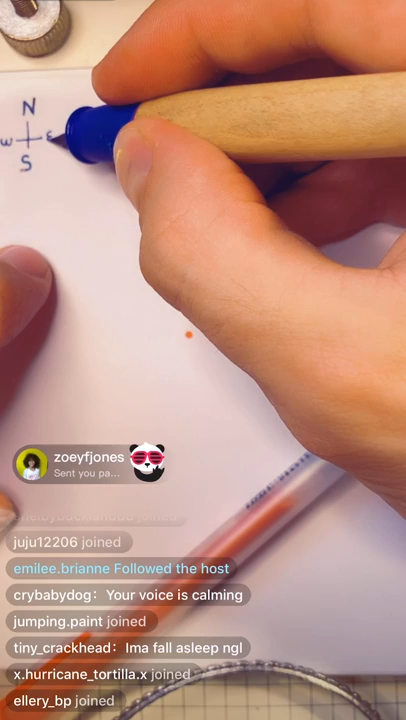 N
w ε
S
zoeyfjones
Sent you pa...
juju12206 joined
emilee.brianne Followed the host
crybabydog: Your voice is calming
jumping.paint joined
tiny_crackhead: Ima fall asleep ngl
x.hurricane_tortilla.x joined
ellery_bp joined